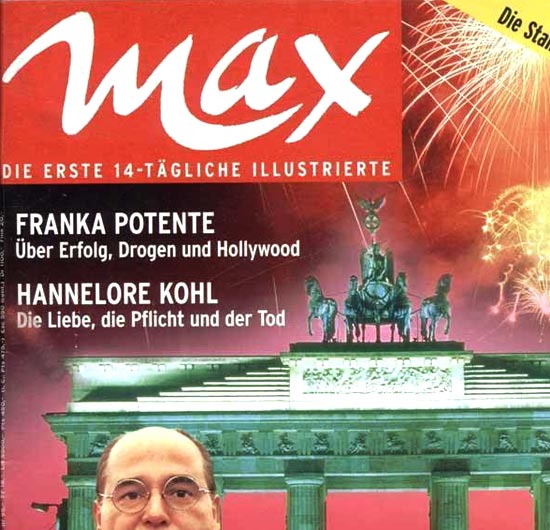 Die Sta
max
DIE ERSTE 14-TÄGLICHE ILLUSTRIERTE
FRANKA POTENTE
Über Erfolg, Drogen und Hollywood
HANNELORE KOHL
Die Liebe, die Pflicht und der Tod